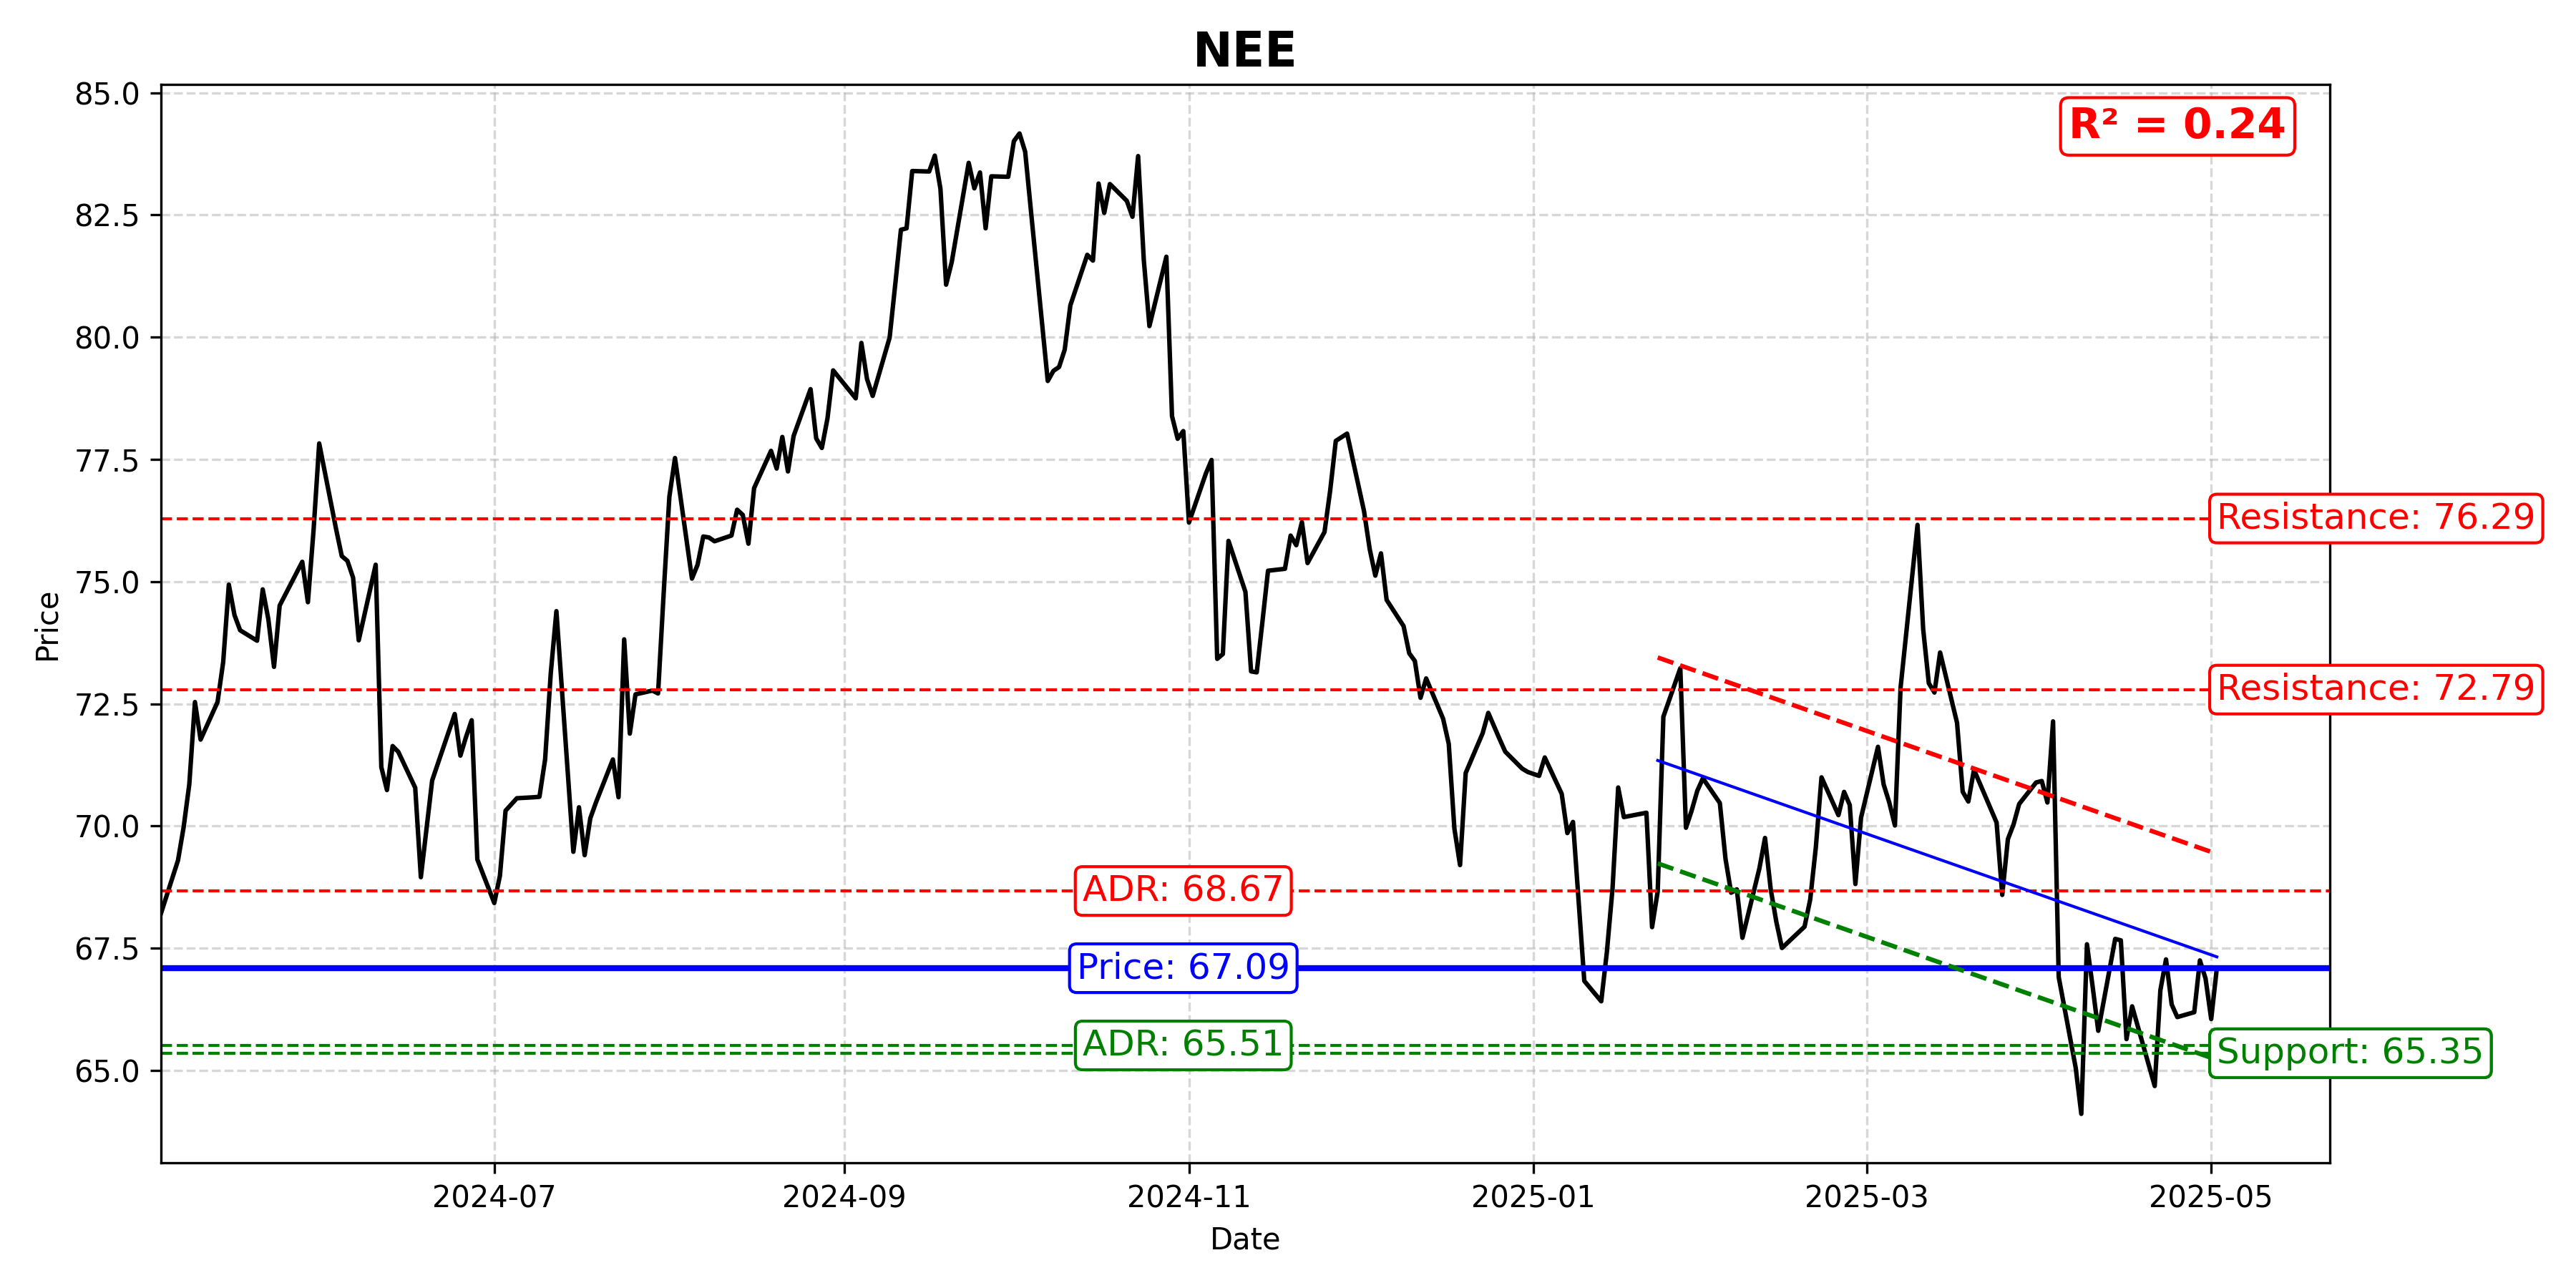 NEE
R² = 0.24
85.0
82.5
80.0
77.5
75.0
72.5
70.0
67.5
65.0
Price
Resistance: 76.29
Resistance: 72.79
ADR: 68.67
Price: 67.09
ADR: 65.51
Support: 65.35
2024-07
2024-09
2024-11
2025-01
2025-03
2025-05
Date